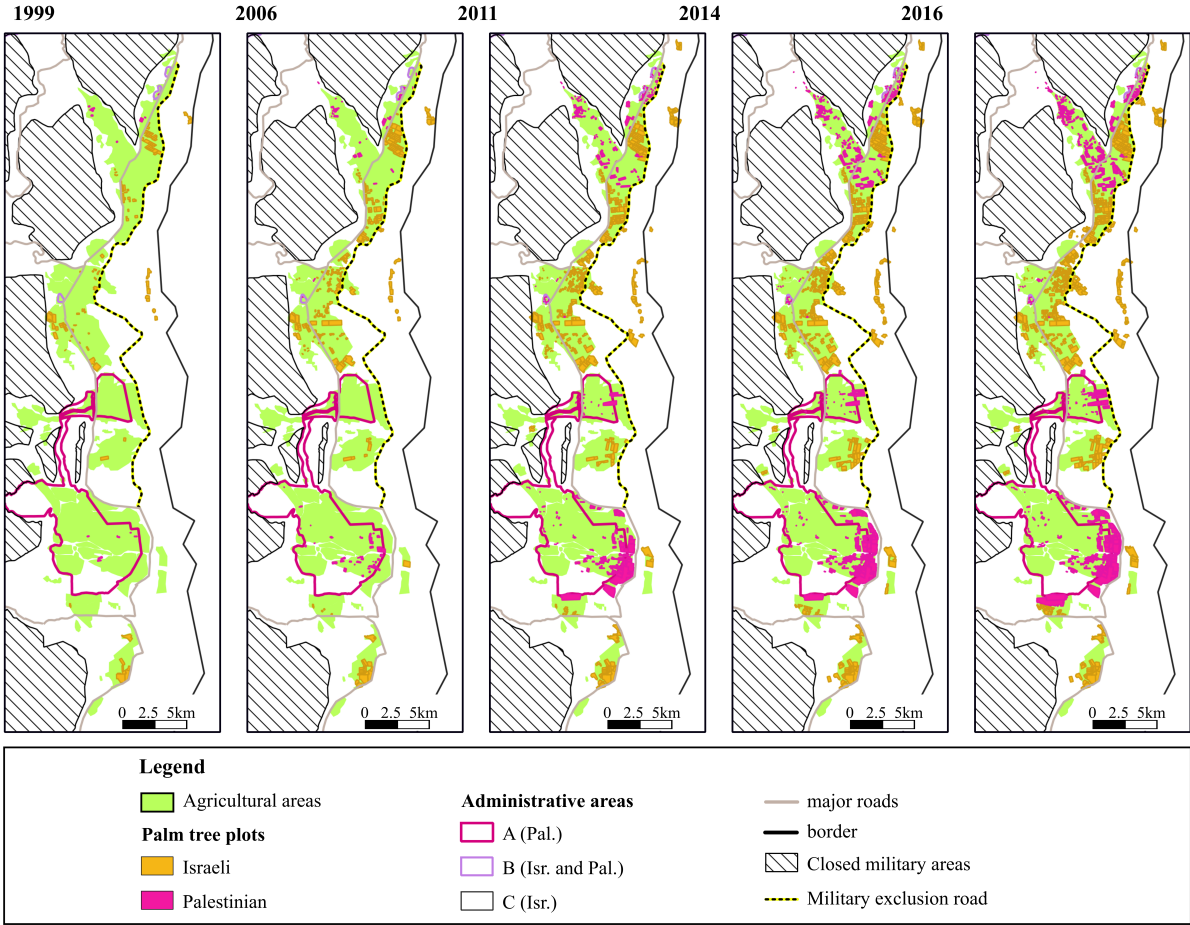 1999 2006 2011 2014 2016
0 2.5 5km 0 2.5 5km 0 2.5 5km 0 2.5 5km 0 2.5 5km
Legend
Agricultural areas
Palm tree plots
Israeli
Palestinian
Administrative areas
A (Pal.)
B (Isr. and Pal.)
C (Isr.)
major roads
border
Closed military areas
Military exclusion road